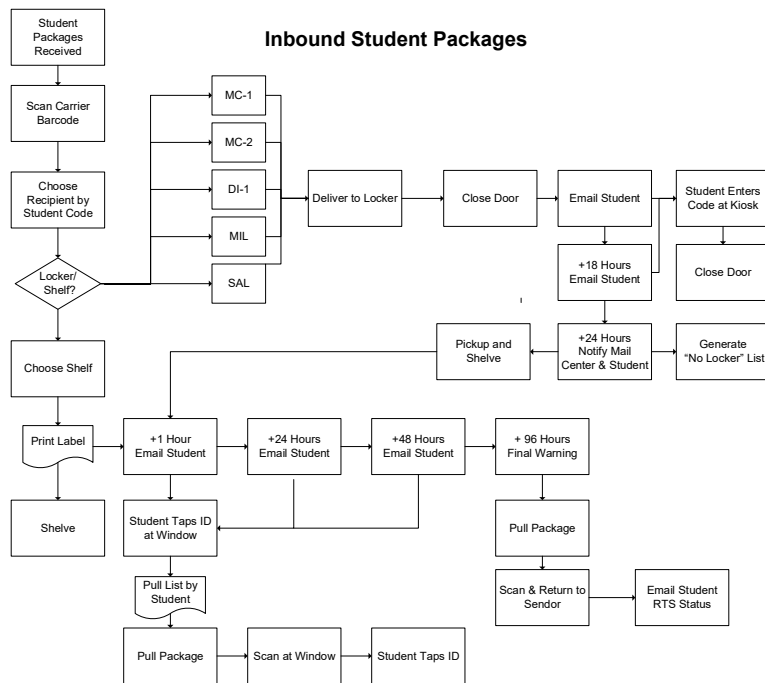 Inbound Student Packages
Student
Packages
Received
Scan Carrier
Barcode
Choose
Recipient by
Student Code
Locker/
Shelf?
MC-1
MC-2
DI-1
MIL
SAL
Deliver to Locker
Close Door
Email Student
Student Enters
Code at Kiosk
+18 Hours
Email Student
Close Door
+24 Hours
Notify Mail
Center & Student
Generate
“No Locker” List
Pickup and
Shelve
Choose Shelf
Print Label
Shelve
+1 Hour
Email Student
+24 Hours
Email Student
+48 Hours
Email Student
+ 96 Hours
Final Warning
Student Taps ID
at Window
Pull List by
Student
Pull Package
Scan at Window
Student Taps ID
Pull Package
Scan & Return to
Sendor
Email Student
RTS Status